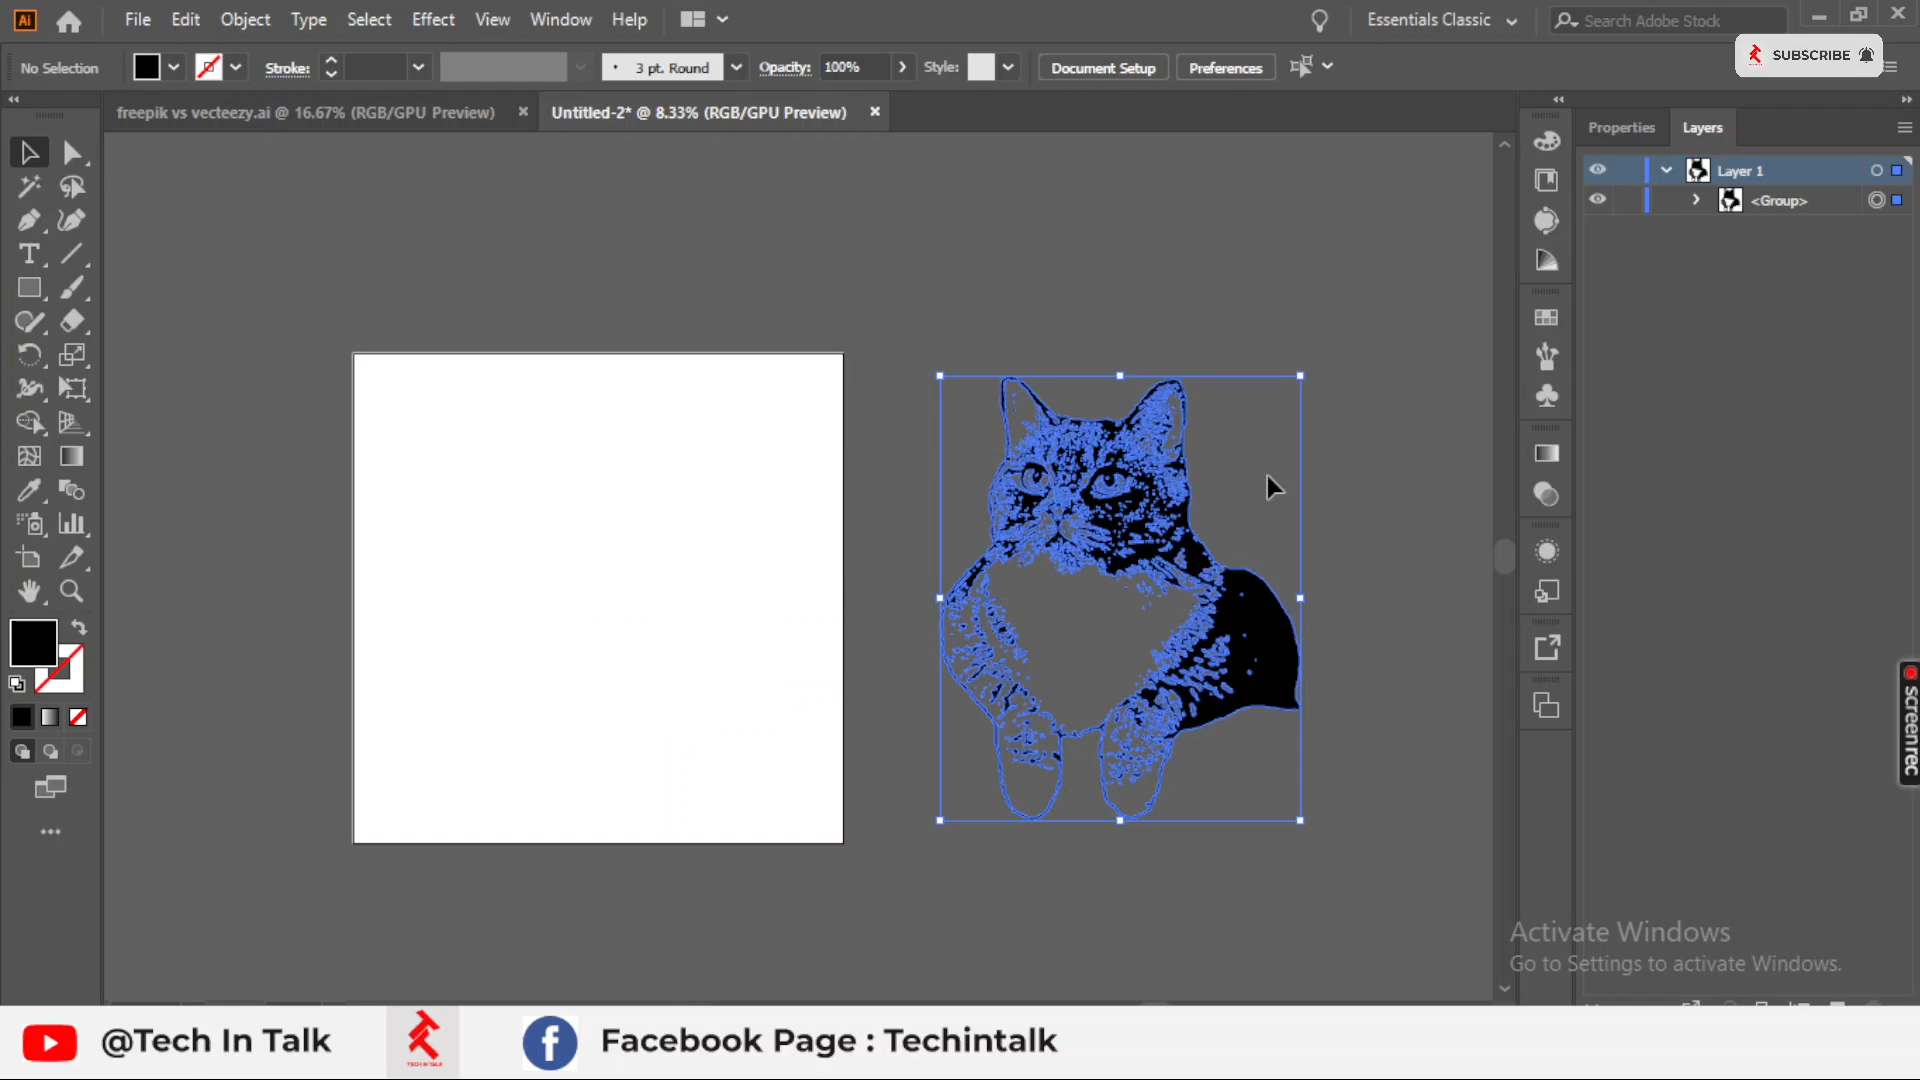 Ai File Edit Object Type Select Effect View Window Help Essentials Classic Search Adobe Stock
No Selection Stroke: 3 pt. Round Opacity: 100% Style: Document Setup Preferences SUBSCRIBE
freepik vs vecteezy.ai @ 16.67% (RGB/GPU Preview) Untitled-2* @ 8.33% (RGB/GPU Preview)
Properties Layers
Layer 1
<Group>
screenrec
Activate Windows
Go to Settings to activate Windows.
@Tech In Talk TECH IN TALK Facebook Page : Techintalk